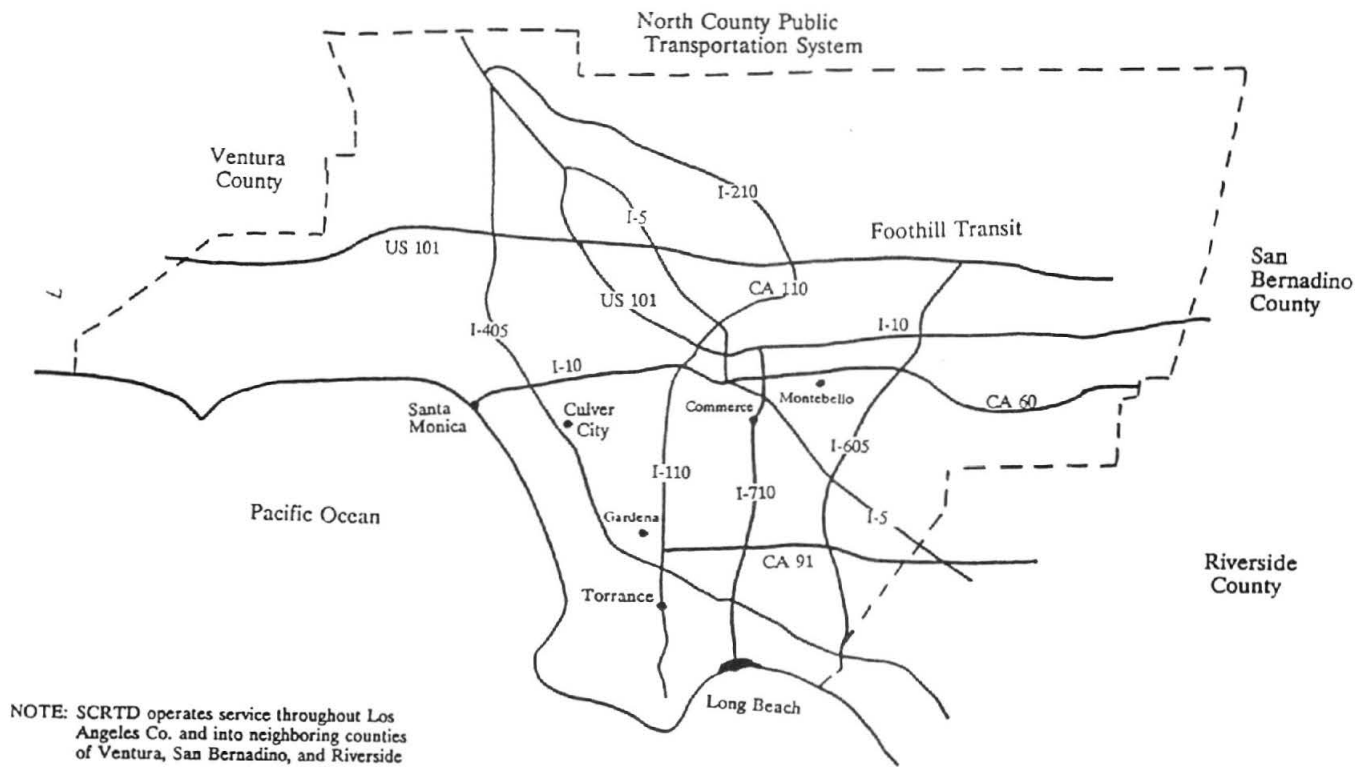 North County Public
Transportation System
Ventura
County
I-210
I-5
Foothill Transit
US 101
San
Bernadino
County
US 101
CA 110
I-405
I-10
I-10
Santa
Monica
Culver
City
Commerce
Montebello
CA 60
I-605
I-110
I-710
Pacific Ocean
Gardena
I-5
CA 91
Riverside
County
Torrance
Long Beach
NOTE: SCRTD operates service throughout Los
Angeles Co. and into neighboring counties
of Ventura, San Bernadino, and Riverside